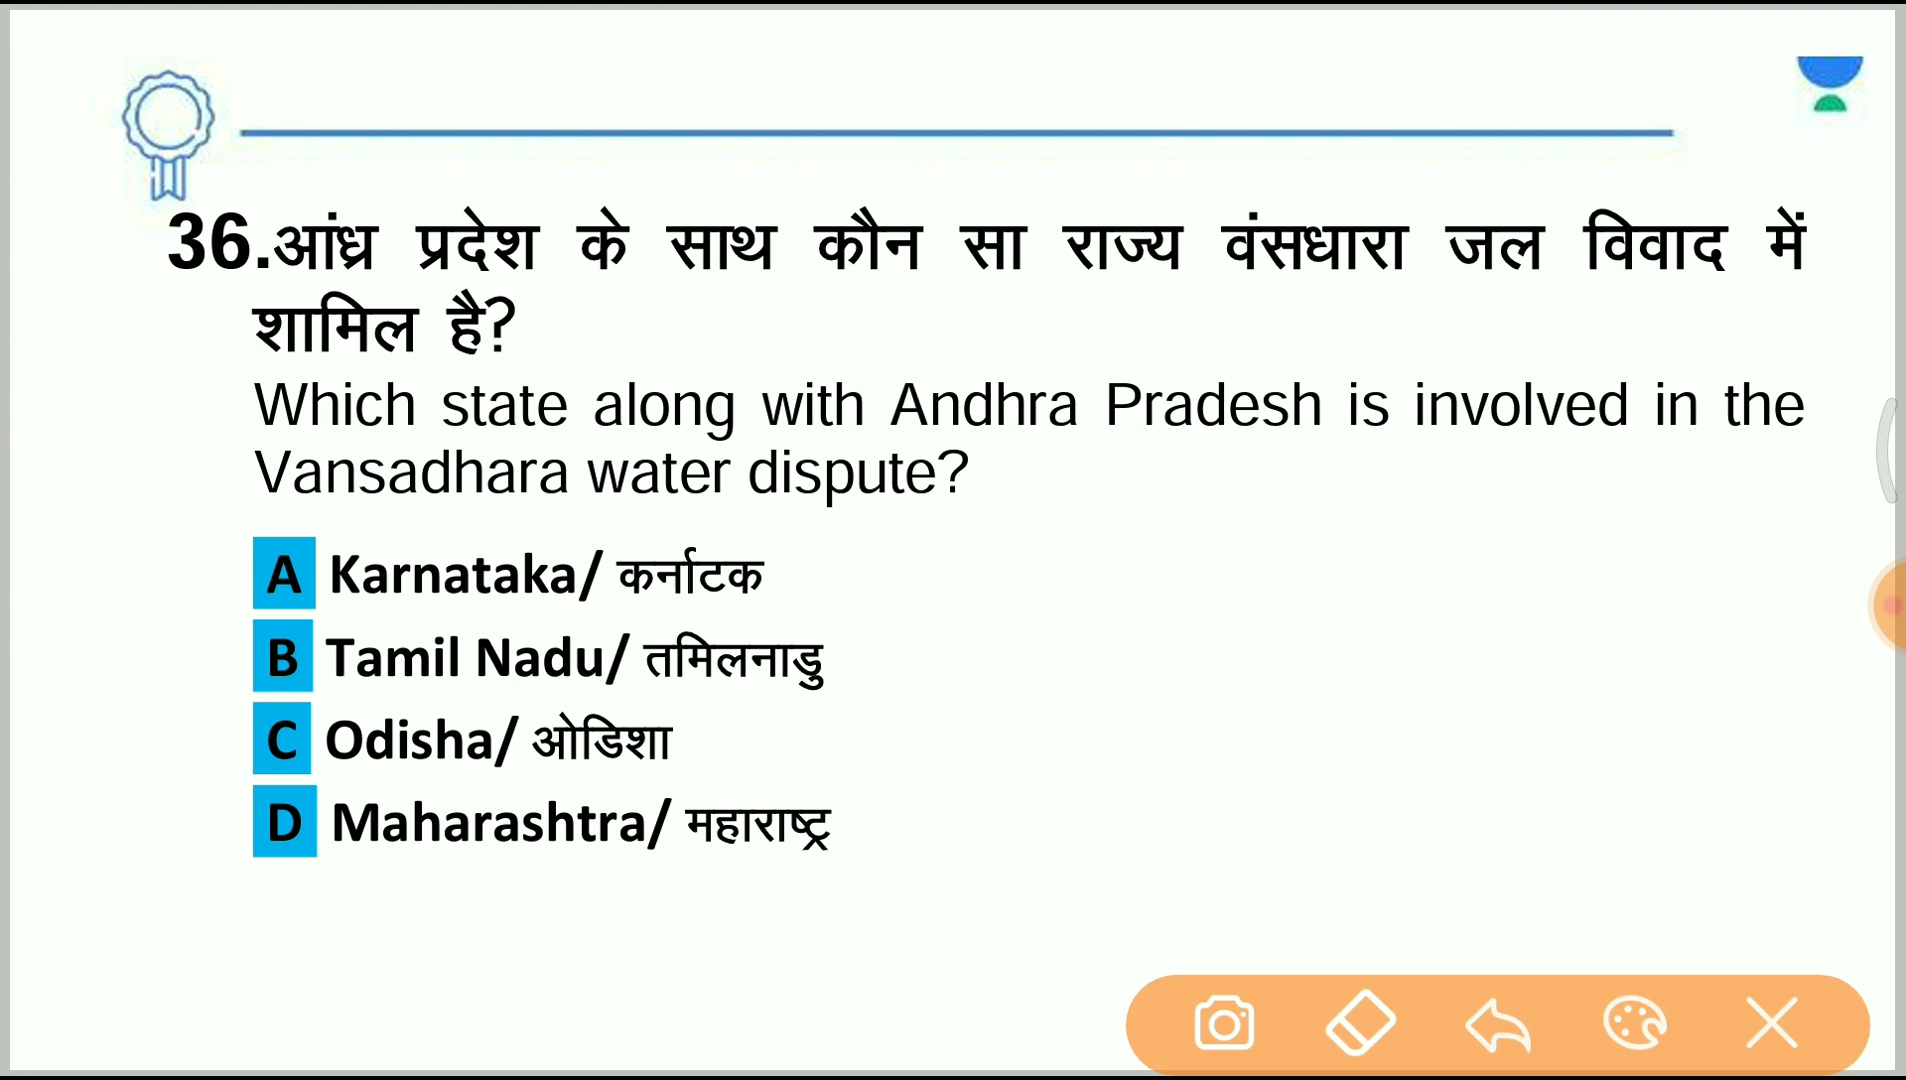 36.आंध्र प्रदेश के साथ कौन सा राज्य वंसधारा जल विवाद में
शामिल है?
Which state along with Andhra Pradesh is involved in the
Vansadhara water dispute?
A Karnataka/ कर्नाटक
B Tamil Nadu/ तमिलनाडु
C Odisha/ ओडिशा
D Maharashtra/ महाराष्ट्र